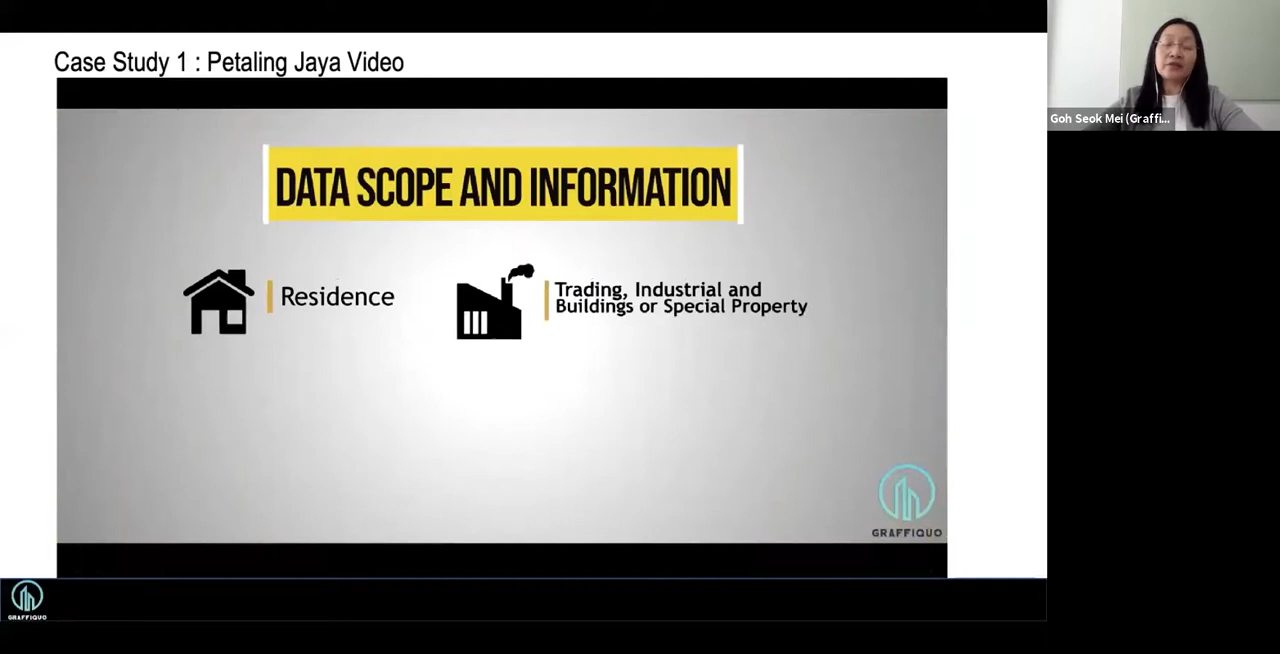 Case Study 1 : Petaling Jaya Video
Goh Seok Mei (Graffi...
DATA SCOPE AND INFORMATION
Residence
Trading, Industrial and
Buildings or Special Property
GRAFFIQUO
GRAFFIQUO